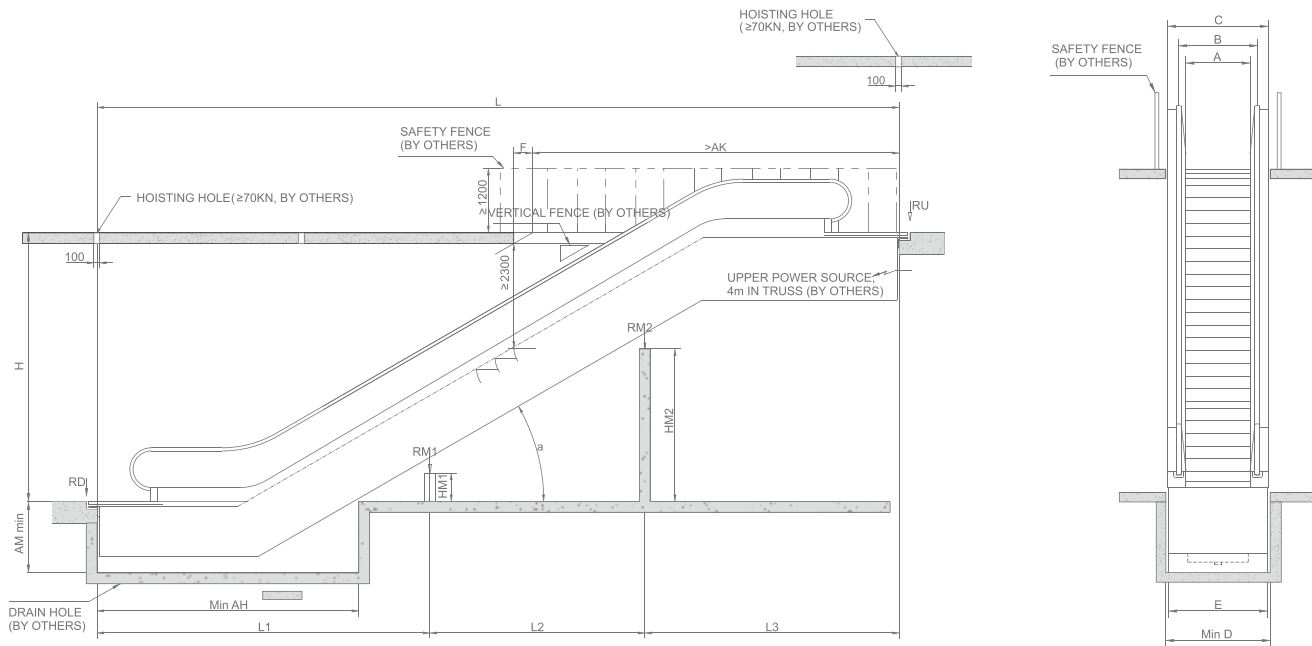 HOISTING HOLE
(≥70KN, BY OTHERS)
100
L
SAFETY FENCE
(BY OTHERS)
F
>AK
HOISTING HOLE(≥70KN, BY OTHERS)
≥1200
VERTICAL FENCE (BY OTHERS)
RU
100
≥2300
UPPER POWER SOURCE,
4m IN TRUSS (BY OTHERS)
RM2
H
HM2
a
RM1
HM1
RD
AM min
DRAIN HOLE
(BY OTHERS)
Min AH
L1
L2
L3
C
B
A
SAFETY FENCE
(BY OTHERS)
E
Min D